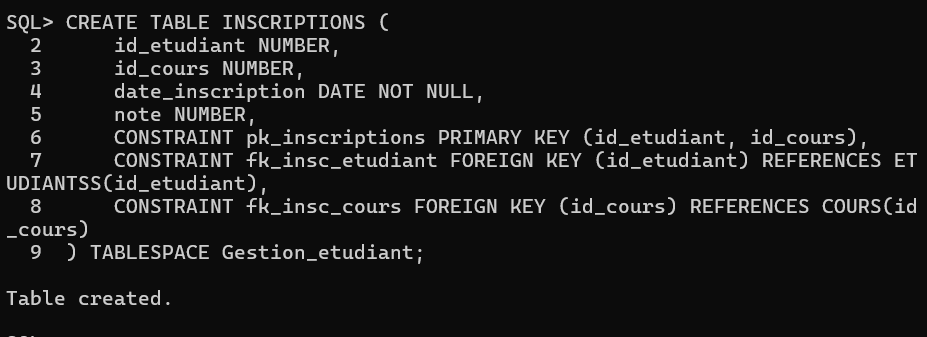 SQL> CREATE TABLE INSCRIPTIONS (
  2      id_etudiant NUMBER,
  3      id_cours NUMBER,
  4      date_inscription DATE NOT NULL,
  5      note NUMBER,
  6      CONSTRAINT pk_inscriptions PRIMARY KEY (id_etudiant, id_cours),
  7      CONSTRAINT fk_insc_etudiant FOREIGN KEY (id_etudiant) REFERENCES ET
UDIANTSS(id_etudiant),
  8      CONSTRAINT fk_insc_cours FOREIGN KEY (id_cours) REFERENCES COURS(id
_cours)
  9  ) TABLESPACE Gestion_etudiant;
Table created.